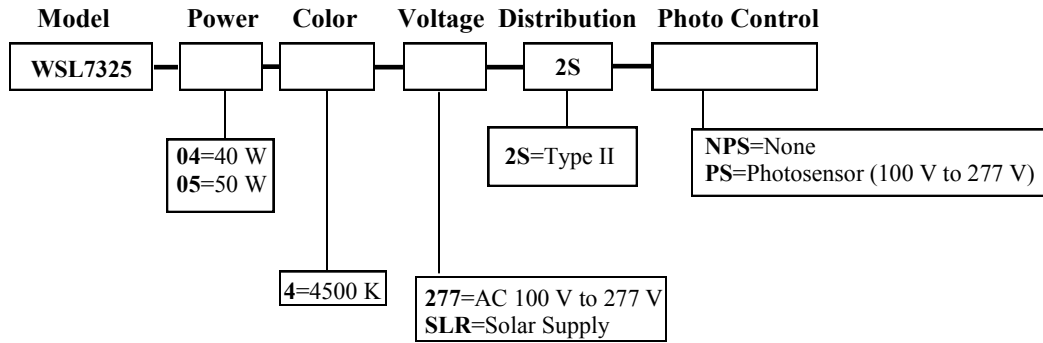 Model Power Color Voltage Distribution Photo Control
WSL7325 2S
04=40 W
05=50 W
2S=Type II
NPS=None
PS=Photosensor (100 V to 277 V)
4=4500 K
277=AC 100 V to 277 V
SLR=Solar Supply